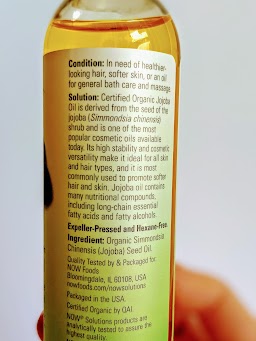 Condition: In need of healthier-
looking hair, softer skin, or an oil
for general bath care and massage.
Solution: Certified Organic Jojoba
Oil is derived from the seed of the
jojoba (Simmondsia chinensis)
shrub and is one of the most
popular cosmetic oils available
today. Its high stability and cosmetic
versatility make it ideal for all skin
and hair types, and it is most
commonly used to promote softer
hair and skin. Jojoba oil contains
many nutritional compounds,
including long-chain essential
fatty acids and fatty alcohols.
Expeller-Pressed and Hexane-Free
Ingredient: Organic Simmondsia
Chinensis (Jojoba) Seed Oil.
Quality Tested by & Packaged for:
NOW Foods
Bloomingdale, IL 60108, USA
nowfoods.com/nowsolutions
Packaged in the USA.
Certified Organic by QAI.
NOW® Solutions products are
analytically tested to assure the
highest quality.